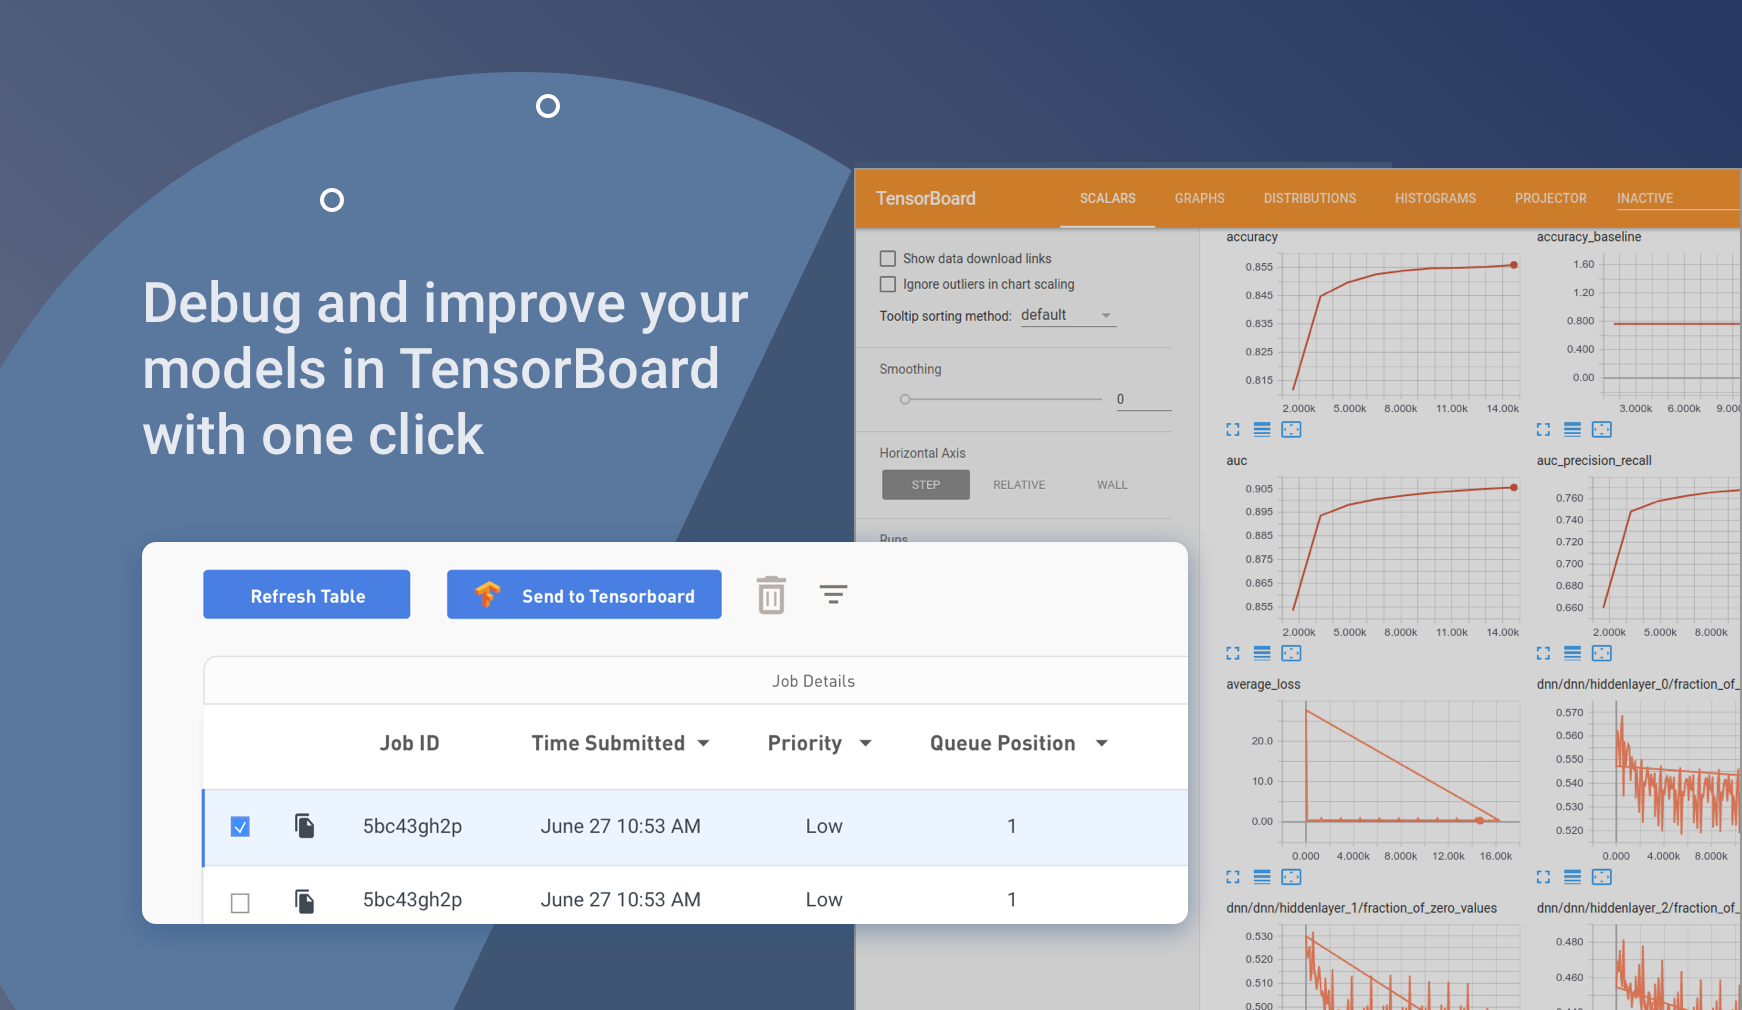 Debug and improve your
models in TensorBoard
with one click
TensorBoard
SCALARS GRAPHS DISTRIBUTIONS HISTOGRAMS PROJECTOR INACTIVE
Show data download links
Ignore outliers in chart scaling
Tooltip sorting method: default
Smoothing
0
Horizontal Axis
STEP RELATIVE WALL
Runs
accuracy
0.855
0.845
0.835
0.825
0.815
2.000k 5.000k 8.000k 11.00k 14.00k
accuracy_baseline
1.60
1.20
0.800
0.400
0.00
3.000k 6.000k 9.000
auc
0.905
0.895
0.885
0.875
0.865
0.855
2.000k 5.000k 8.000k 11.00k 14.00k
auc_precision_recall
0.760
0.740
0.720
0.700
0.680
0.660
2.000k 5.000k 8.000k
average_loss
20.0
10.0
0.00
0.000 4.000k 8.000k 12.00k 16.00k
dnn/dnn/hiddenlayer_0/fraction_of_
0.570
0.560
0.550
0.540
0.530
0.520
0.000 4.000k 8.000k
dnn/dnn/hiddenlayer_1/fraction_of_zero_values
0.530
0.520
0.510
0.500
dnn/dnn/hiddenlayer_2/fraction_of_
0.480
0.460
Refresh Table
Send to Tensorboard
Job Details
Job ID Time Submitted Priority Queue Position
5bc43gh2p June 27 10:53 AM Low 1
5bc43gh2p June 27 10:53 AM Low 1